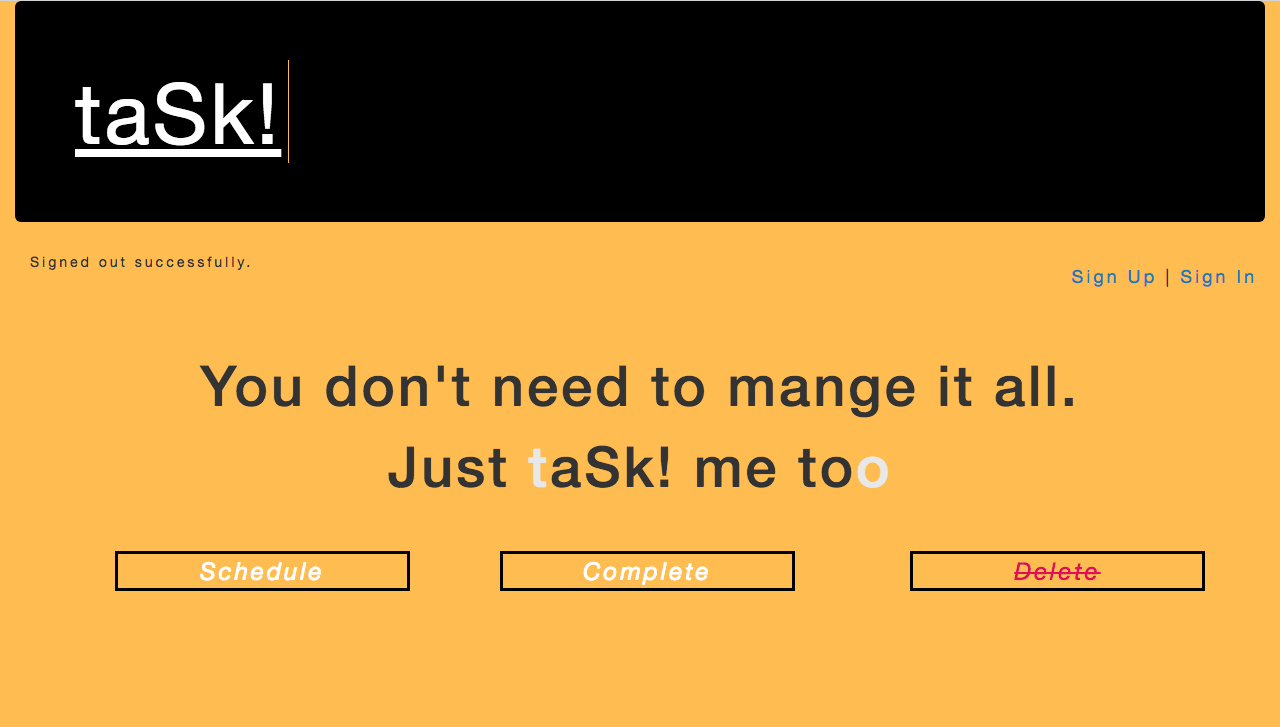 taSk!
Signed out successfully.
Sign Up | Sign In
You don't need to mange it all.
Just taSk! me too
Schedule
Complete
Delete